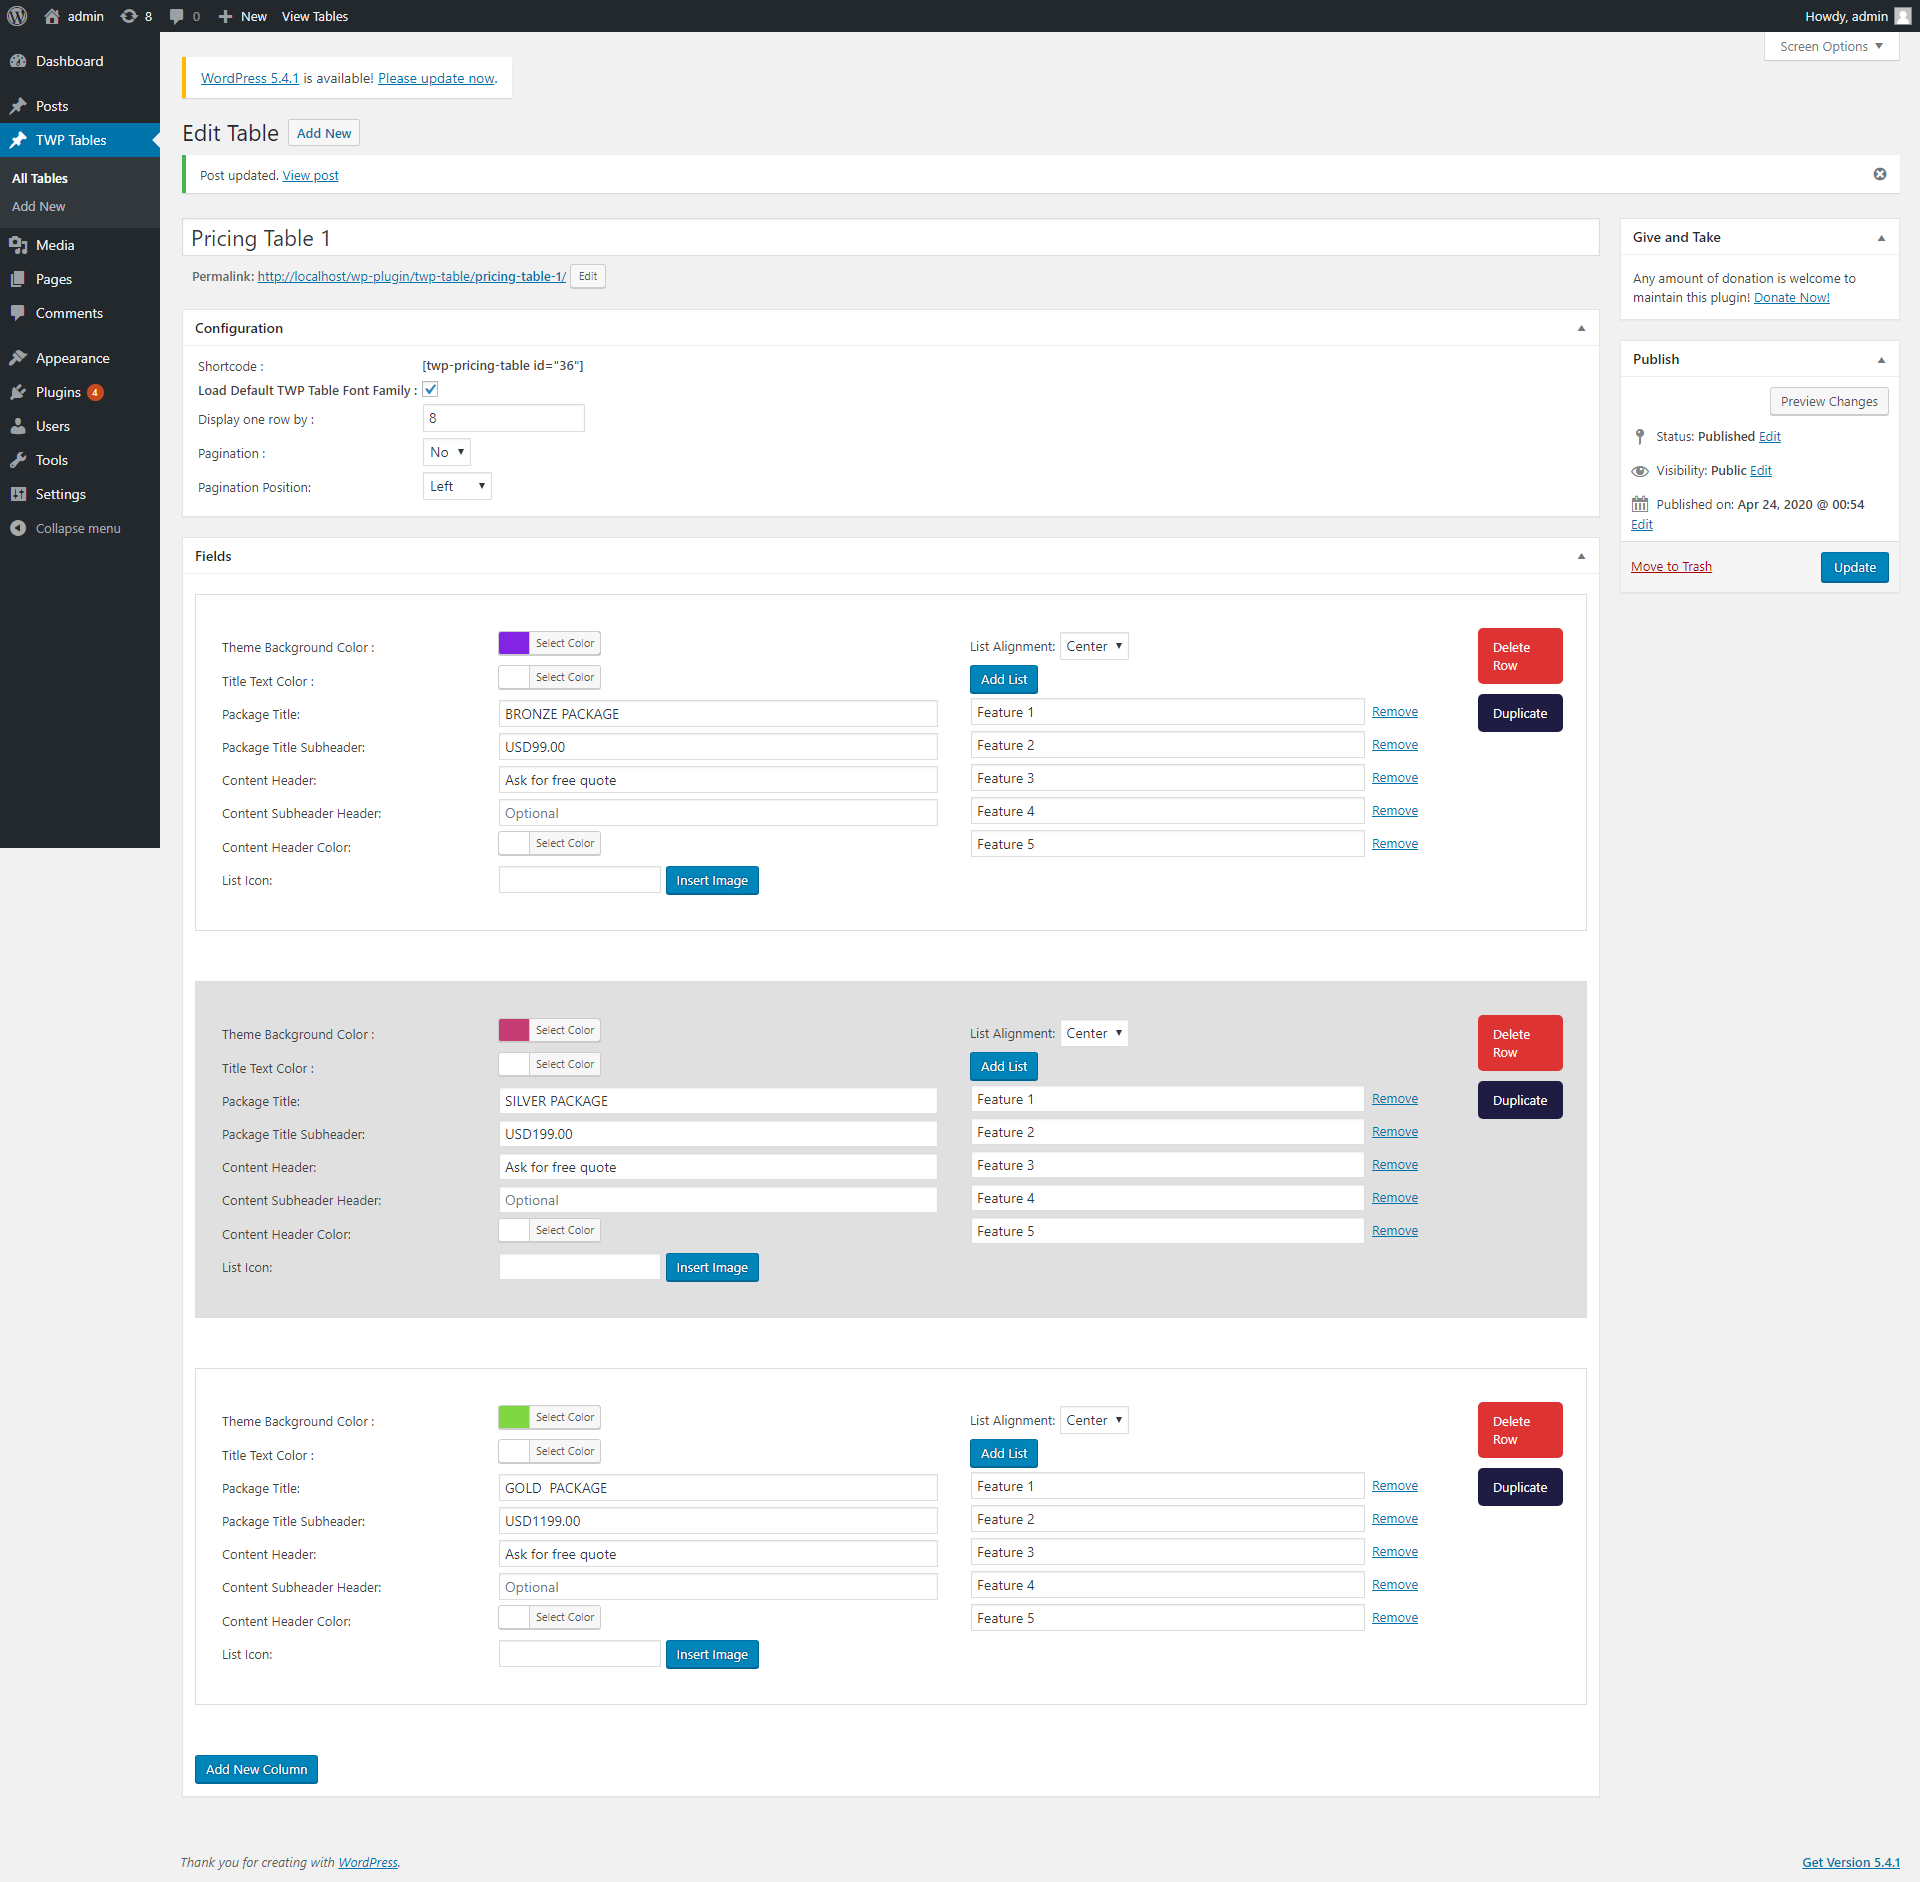 admin 8 0 New View Tables Howdy, admin
Screen Options
Dashboard
Posts
TWP Tables
All Tables
Add New
Media
Pages
Comments
Appearance
Plugins 4
Users
Tools
Settings
Collapse menu
WordPress 5.4.1 is available! Please update now.
Edit Table Add New
Post updated. View post
Pricing Table 1
Permalink: http://localhost/wp-plugin/twp-table/pricing-table-1/ Edit
Configuration
Shortcode : [twp-pricing-table id="36"]
Load Default TWP Table Font Family :
Display one row by : 8
Pagination : No
Pagination Position: Left
Fields
Theme Background Color : Select Color
Title Text Color : Select Color
Package Title: BRONZE PACKAGE
Package Title Subheader: USD99.00
Content Header: Ask for free quote
Content Subheader Header: Optional
Content Header Color: Select Color
List Icon: Insert Image
List Alignment: Center
Add List
Feature 1 Remove
Feature 2 Remove
Feature 3 Remove
Feature 4 Remove
Feature 5 Remove
Delete
Row
Duplicate
Theme Background Color : Select Color
Title Text Color : Select Color
Package Title: SILVER PACKAGE
Package Title Subheader: USD199.00
Content Header: Ask for free quote
Content Subheader Header: Optional
Content Header Color: Select Color
List Icon: Insert Image
List Alignment: Center
Add List
Feature 1 Remove
Feature 2 Remove
Feature 3 Remove
Feature 4 Remove
Feature 5 Remove
Delete
Row
Duplicate
Theme Background Color : Select Color
Title Text Color : Select Color
Package Title: GOLD  PACKAGE
Package Title Subheader: USD1199.00
Content Header: Ask for free quote
Content Subheader Header: Optional
Content Header Color: Select Color
List Icon: Insert Image
List Alignment: Center
Add List
Feature 1 Remove
Feature 2 Remove
Feature 3 Remove
Feature 4 Remove
Feature 5 Remove
Delete
Row
Duplicate
Add New Column
Give and Take
Any amount of donation is welcome to
maintain this plugin! Donate Now!
Publish
Preview Changes
Status: Published Edit
Visibility: Public Edit
Published on: Apr 24, 2020 @ 00:54
Edit
Move to Trash Update
Thank you for creating with WordPress.
Get Version 5.4.1